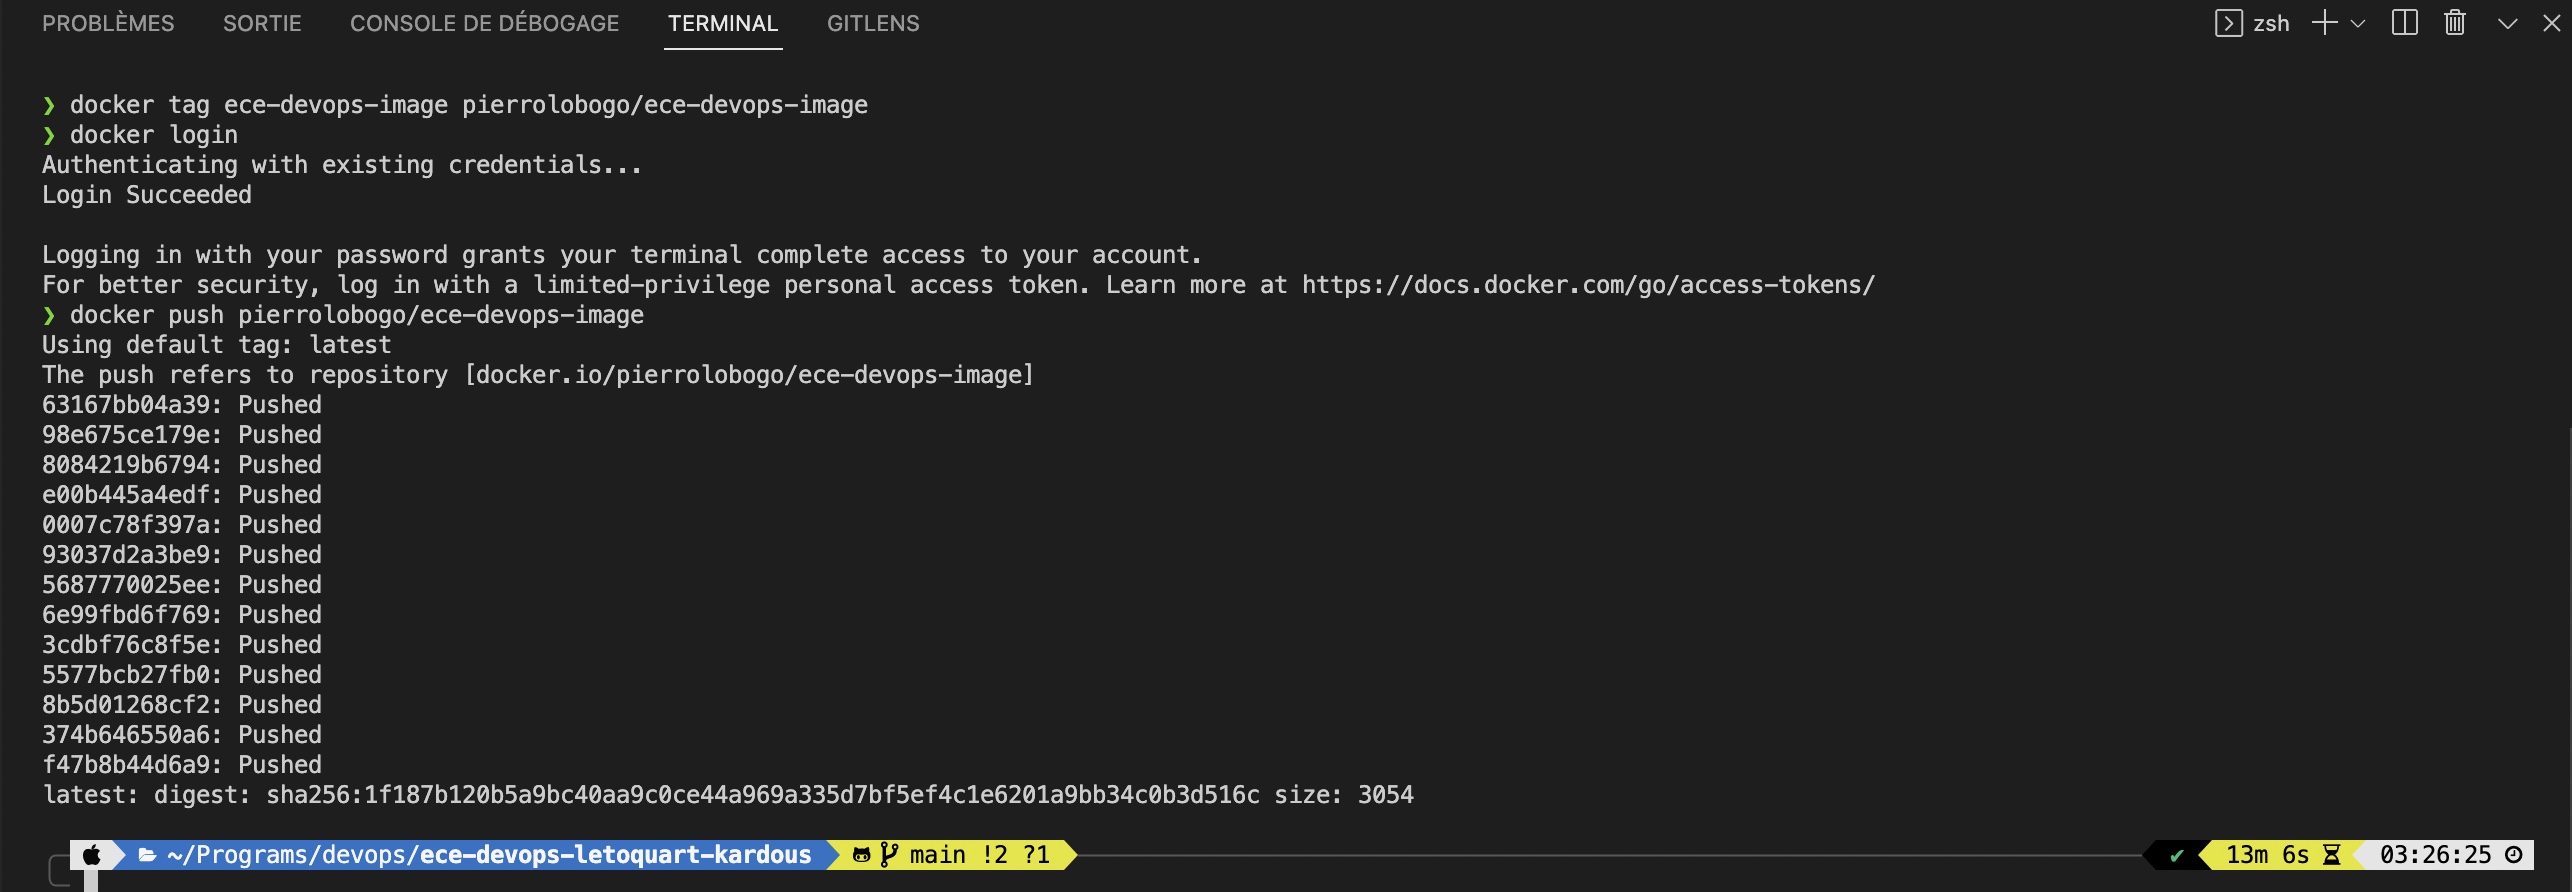 PROBLÈMES SORTIE CONSOLE DE DÉBOGAGE TERMINAL GITLENS zsh
❯ docker tag ece-devops-image pierrolobogo/ece-devops-image
❯ docker login
Authenticating with existing credentials...
Login Succeeded
Logging in with your password grants your terminal complete access to your account.
For better security, log in with a limited-privilege personal access token. Learn more at https://docs.docker.com/go/access-tokens/
❯ docker push pierrolobogo/ece-devops-image
Using default tag: latest
The push refers to repository [docker.io/pierrolobogo/ece-devops-image]
63167bb04a39: Pushed
98e675ce179e: Pushed
8084219b6794: Pushed
e00b445a4edf: Pushed
0007c78f397a: Pushed
93037d2a3be9: Pushed
5687770025ee: Pushed
6e99fbd6f769: Pushed
3cdbf76c8f5e: Pushed
5577bcb27fb0: Pushed
8b5d01268cf2: Pushed
374b646550a6: Pushed
f47b8b44d6a9: Pushed
latest: digest: sha256:1f187b120b5a9bc40aa9c0ce44a969a335d7bf5ef4c1e6201a9bb34c0b3d516c size: 3054
~/Programs/devops/ece-devops-letoquart-kardous main !2 ?1 ✔ 13m 6s 03:26:25